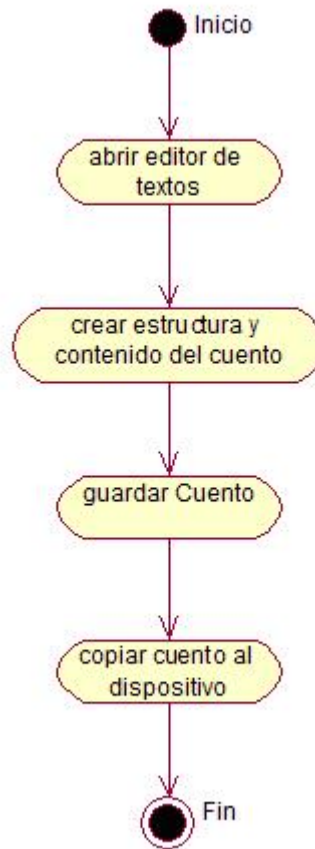 Inicio
abrir editor de
textos
crear estructura y
contenido del cuento
guardar Cuento
copiar cuento al
dispositivo
Fin